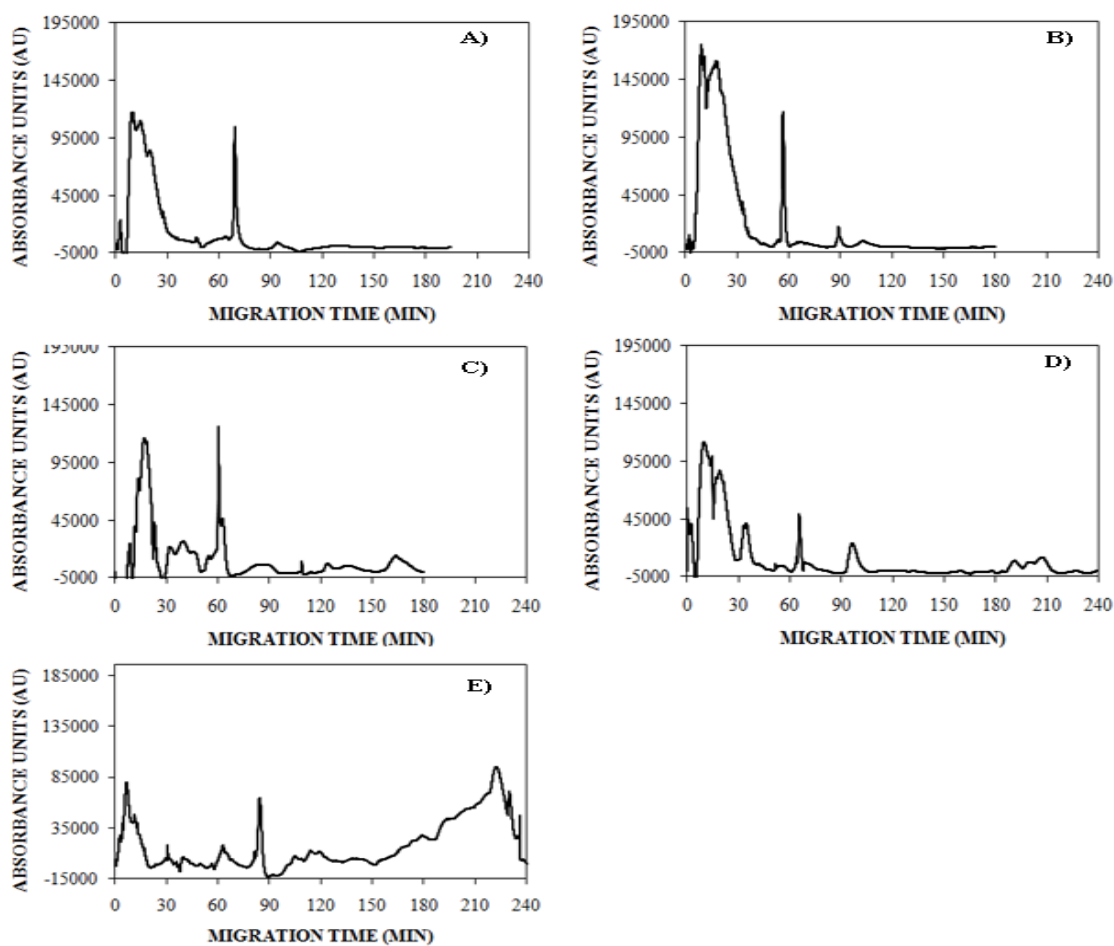 A)
ABSORBANCE UNITS (AU)
195000
145000
95000
45000
-5000
0 30 60 90 120 150 180 210 240
MIGRATION TIME (MIN)
B)
ABSORBANCE UNITS (AU)
195000
145000
95000
45000
-5000
0 30 60 90 120 150 180 210 240
MIGRATION TIME (MIN)
C)
ABSORBANCE UNITS (AU)
195000
145000
95000
45000
-5000
0 30 60 90 120 150 180 210 240
MIGRATION TIME (MIN)
D)
ABSORBANCE UNITS (AU)
195000
145000
95000
45000
-5000
0 30 60 90 120 150 180 210 240
MIGRATION TIME (MIN)
E)
ABSORBANCE UNITS (AU)
185000
135000
85000
35000
-15000
0 30 60 90 120 150 180 210 240
MIGRATION TIME (MIN)